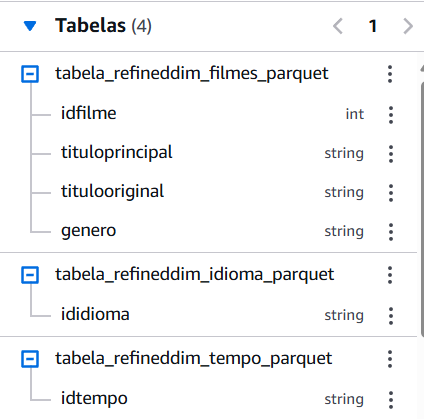 Tabelas (4) 1
tabela_refineddim_filmes_parquet
idfilme int
tituloprincipal string
titulooriginal string
genero string
tabela_refineddim_idioma_parquet
ididioma string
tabela_refineddim_tempo_parquet
idtempo string